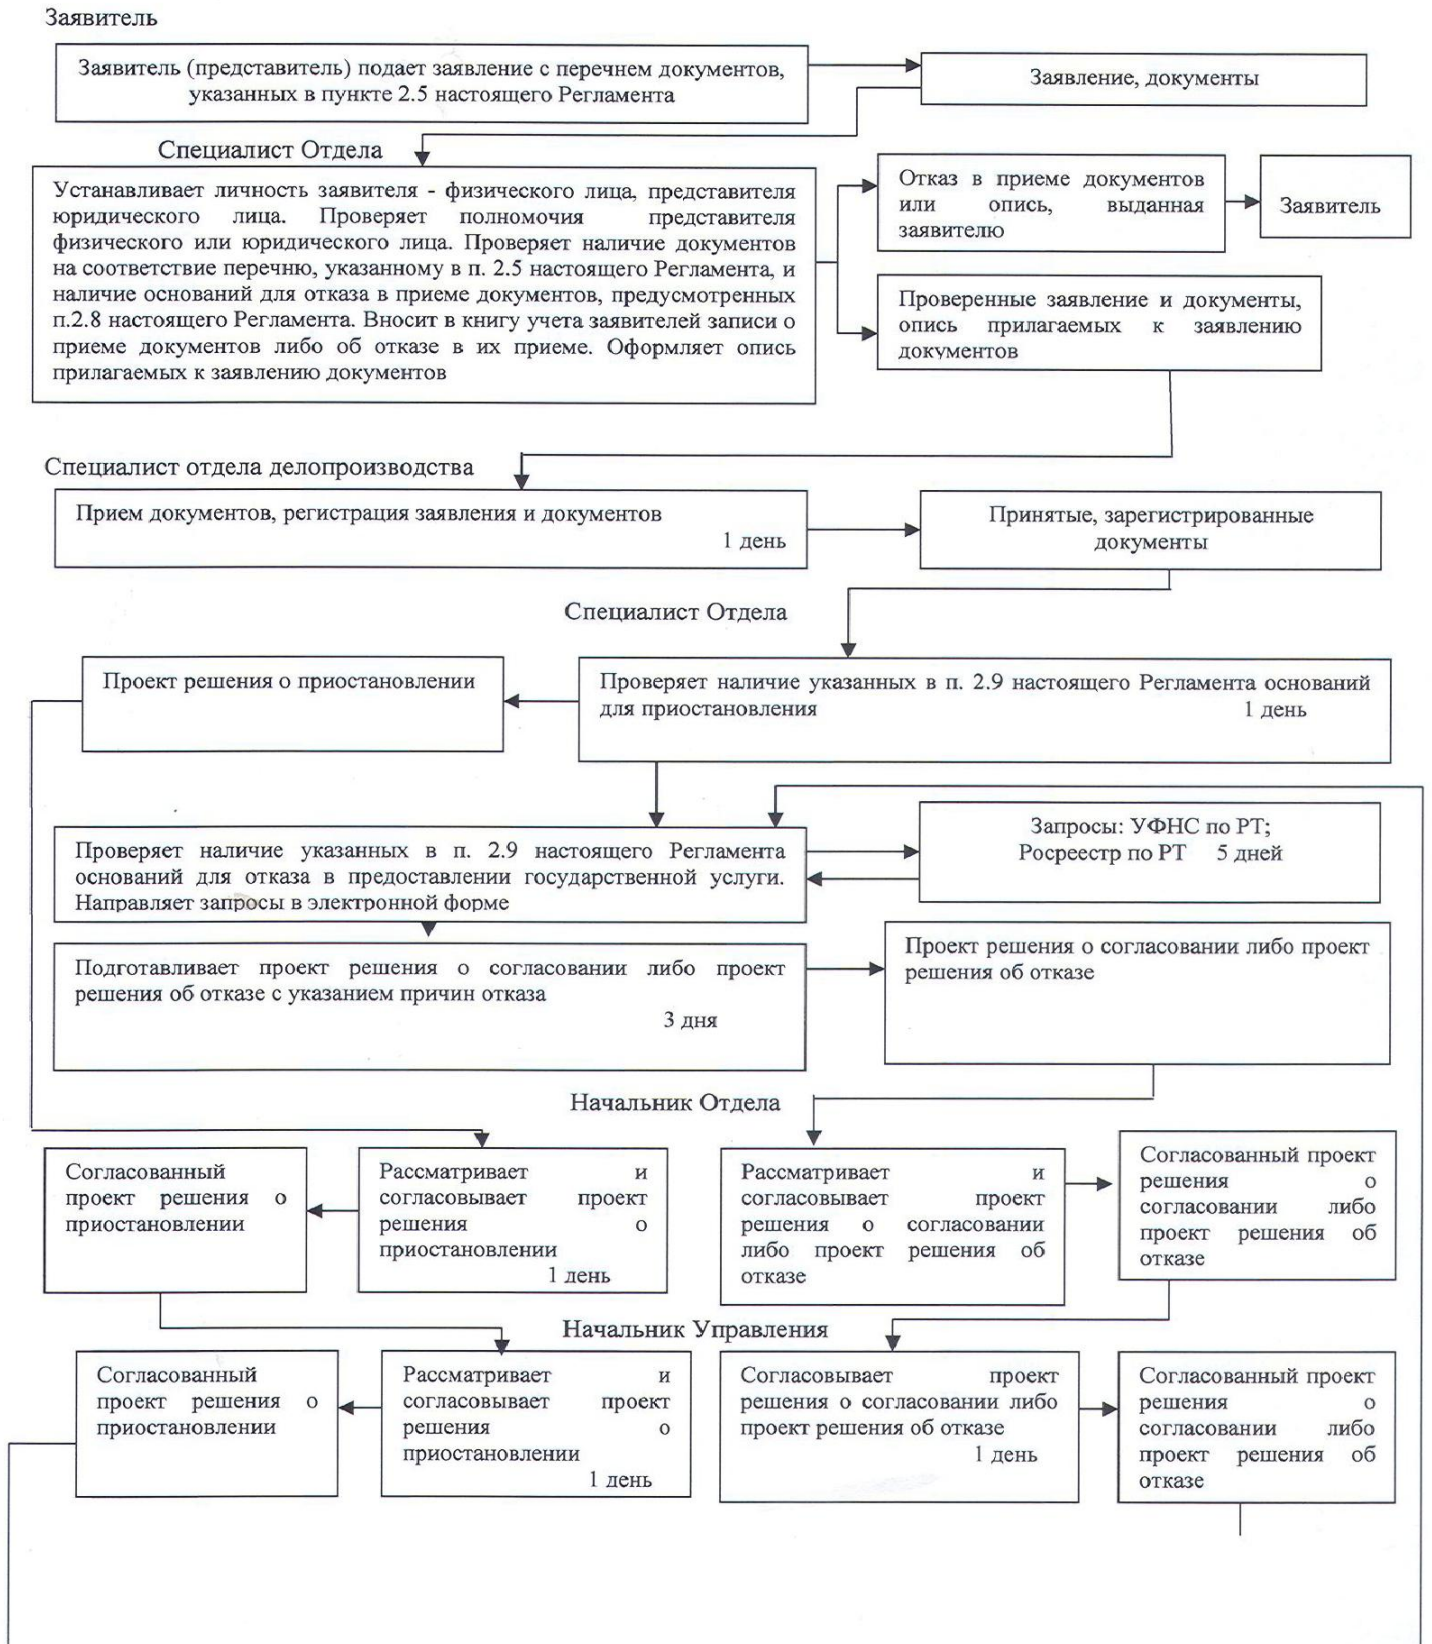 Заявитель
Заявитель (представитель) подает заявление с перечнем документов,
указанных в пункте 2.5 настоящего Регламента
Заявление, документы
Специалист Отдела
Устанавливает личность заявителя - физического лица, представителя
юридического лица. Проверяет полномочия представителя
физического или юридического лица. Проверяет наличие документов
на соответствие перечню, указанному в п. 2.5 настоящего Регламента, и
наличие оснований для отказа в приеме документов, предусмотренных
п.2.8 настоящего Регламента. Вносит в книгу учета заявителей записи о
приеме документов либо об отказе в их приеме. Оформляет опись
прилагаемых к заявлению документов
Отказ в приеме документов
или опись, выданная
заявителю
Заявитель
Проверенные заявление и документы,
опись прилагаемых к заявлению
документов
Специалист отдела делопроизводства
Прием документов, регистрация заявления и документов
1 день
Принятые, зарегистрированные
документы
Специалист Отдела
Проект решения о приостановлении
Проверяет наличие указанных в п. 2.9 настоящего Регламента оснований
для приостановления 1 день
Проверяет наличие указанных в п. 2.9 настоящего Регламента
оснований для отказа в предоставлении государственной услуги.
Направляет запросы в электронной форме
Запросы: УФНС по РТ;
Росреестр по РТ 5 дней
Подготавливает проект решения о согласовании либо проект
решения об отказе с указанием причин отказа
3 дня
Проект решения о согласовании либо проект
решения об отказе
Начальник Отдела
Согласованный
проект решения о
приостановлении
Рассматривает и
согласовывает проект
решения о
приостановлении
1 день
Рассматривает и
согласовывает проект
решения о согласовании
либо проект решения об
отказе
Согласованный проект
решения о
согласовании либо
проект решения об
отказе
Начальник Управления
Согласованный
проект решения о
приостановлении
Рассматривает и
согласовывает проект
решения о
приостановлении
1 день
Согласовывает проект
решения о согласовании либо
проект решения об отказе
1 день
Согласованный проект
решения о
согласовании либо
проект решения об
отказе